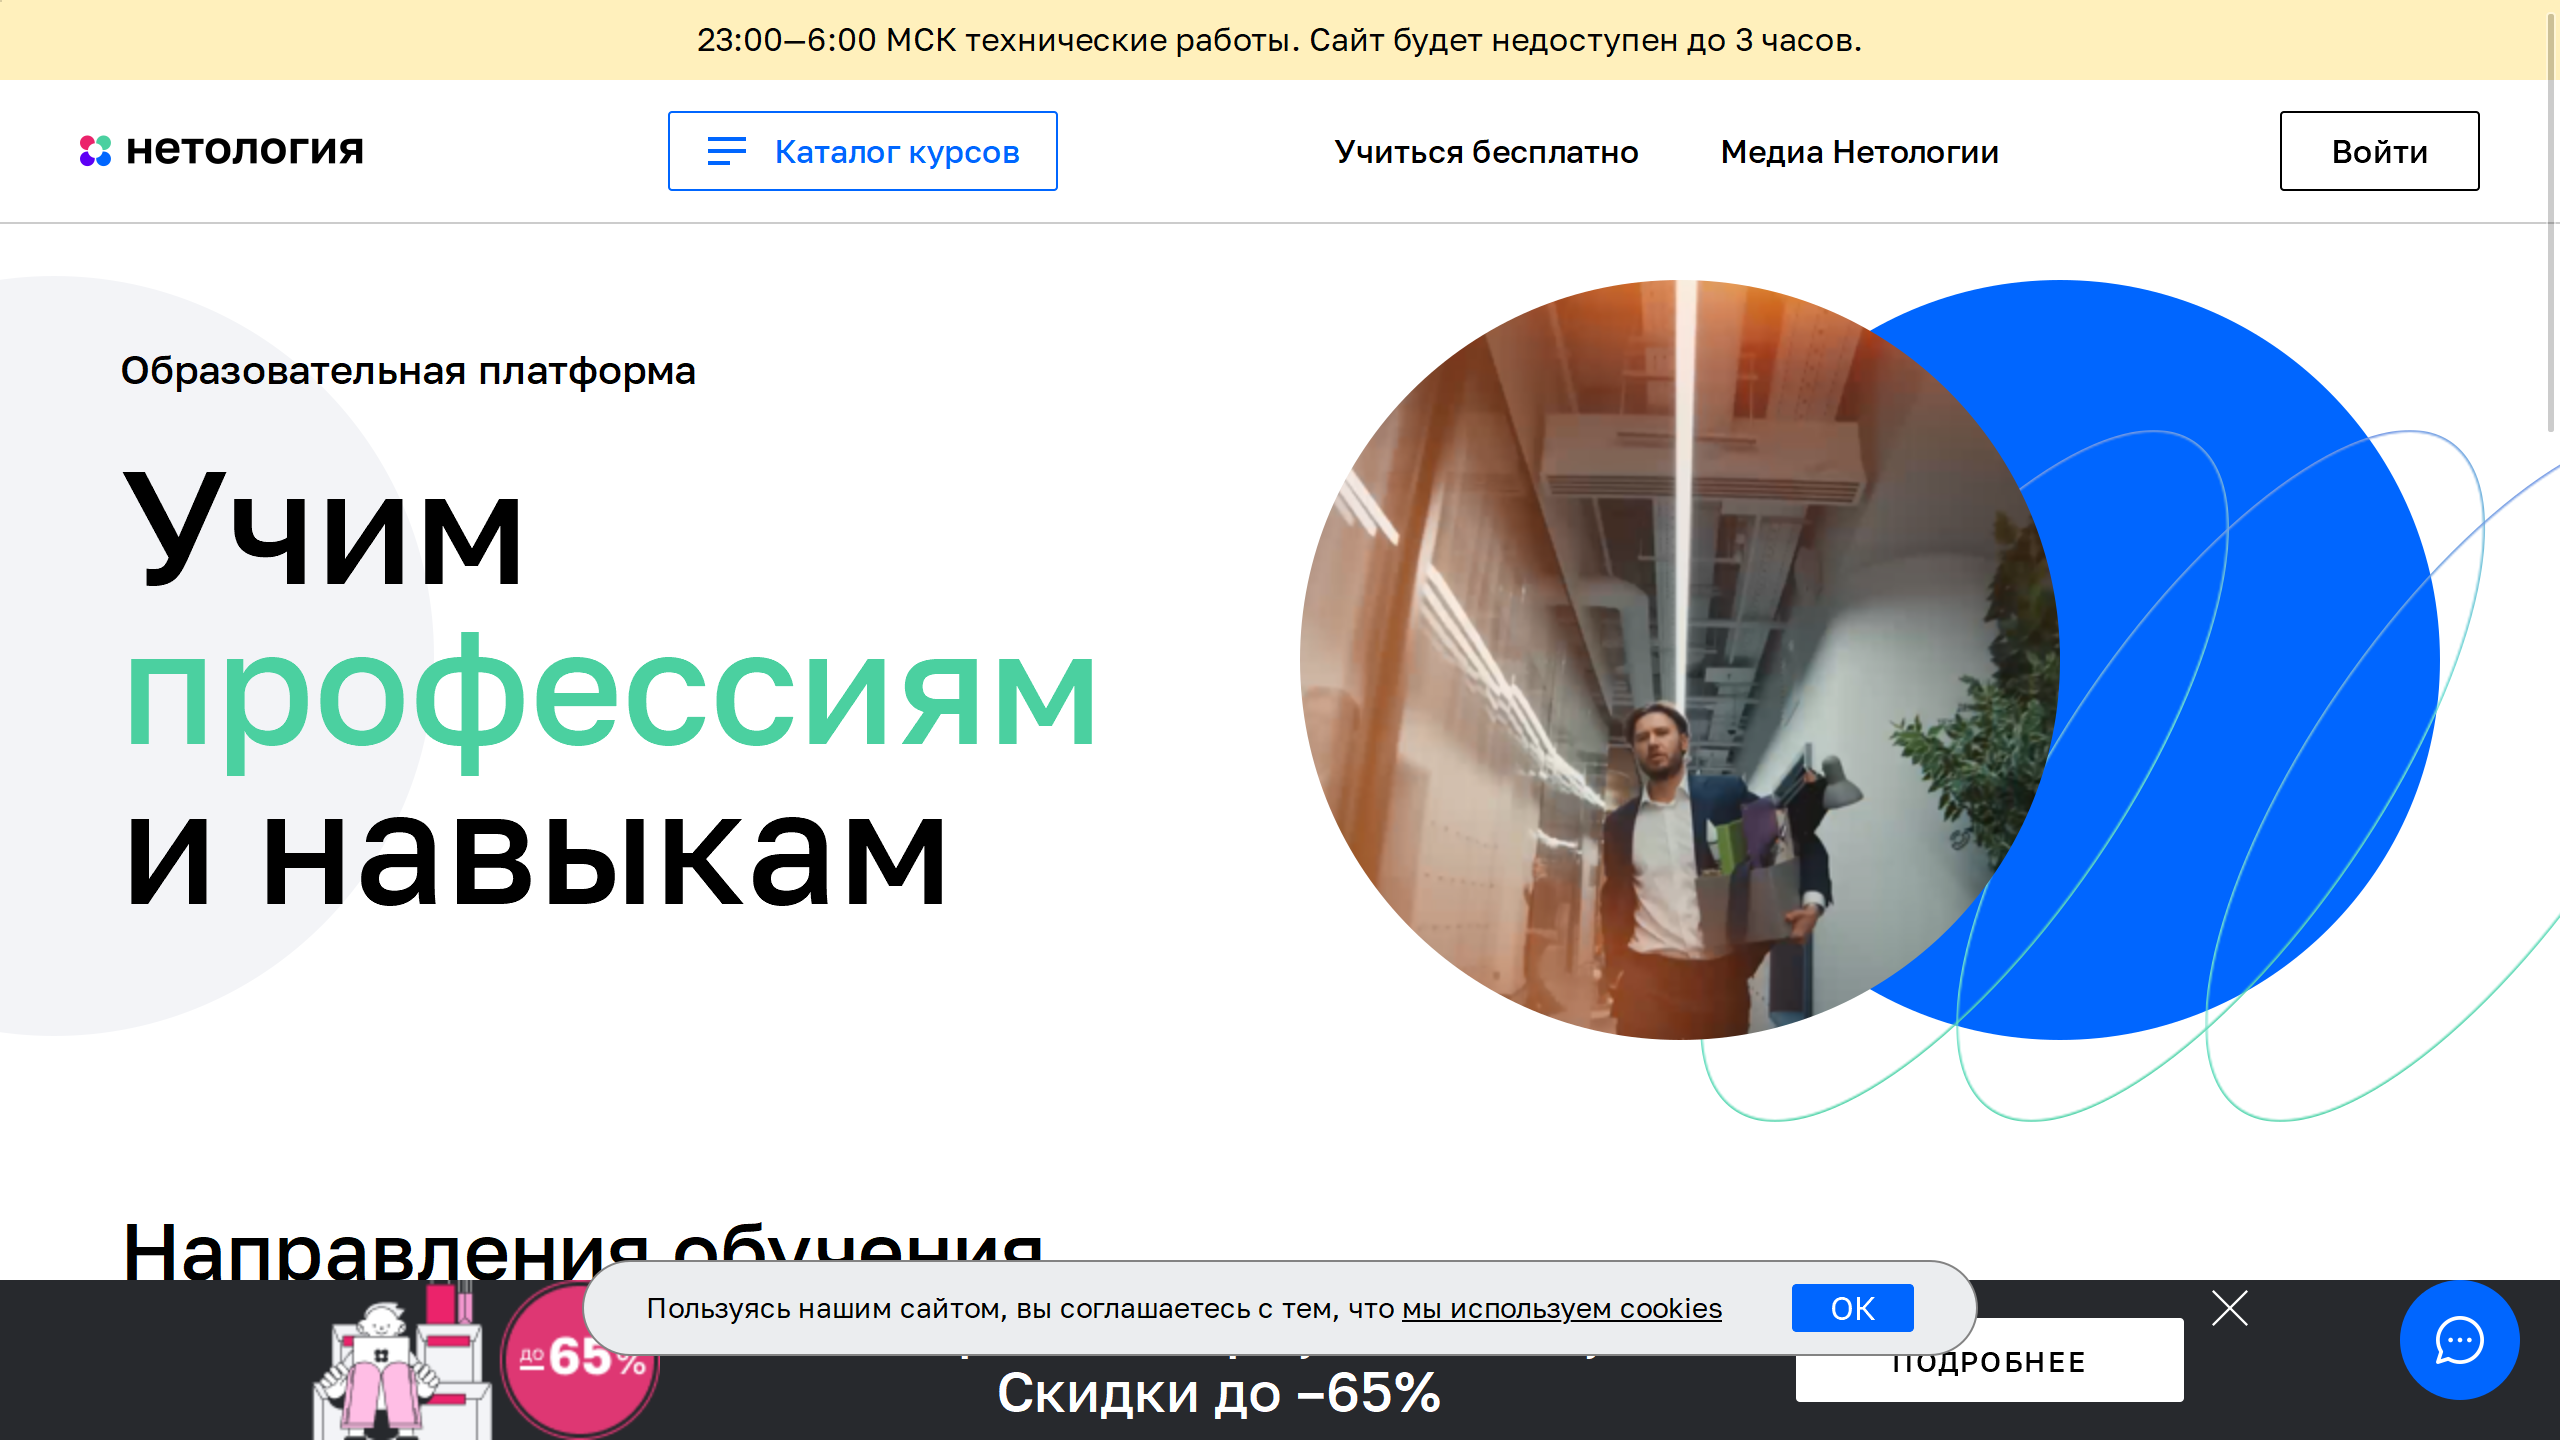 23:00—6:00 МСК технические работы. Сайт будет недоступен до 3 часов.
нетология
Каталог курсов
Учиться бесплатно
Медиа Нетологии
Войти
Образовательная платформа
Учим
профессиям
и навыкам
Направления обучения
Пользуясь нашим сайтом, вы соглашаетесь с тем, что мы используем cookies
ОК
до –65%
Скидки до –65%
ПОДРОБНЕЕ